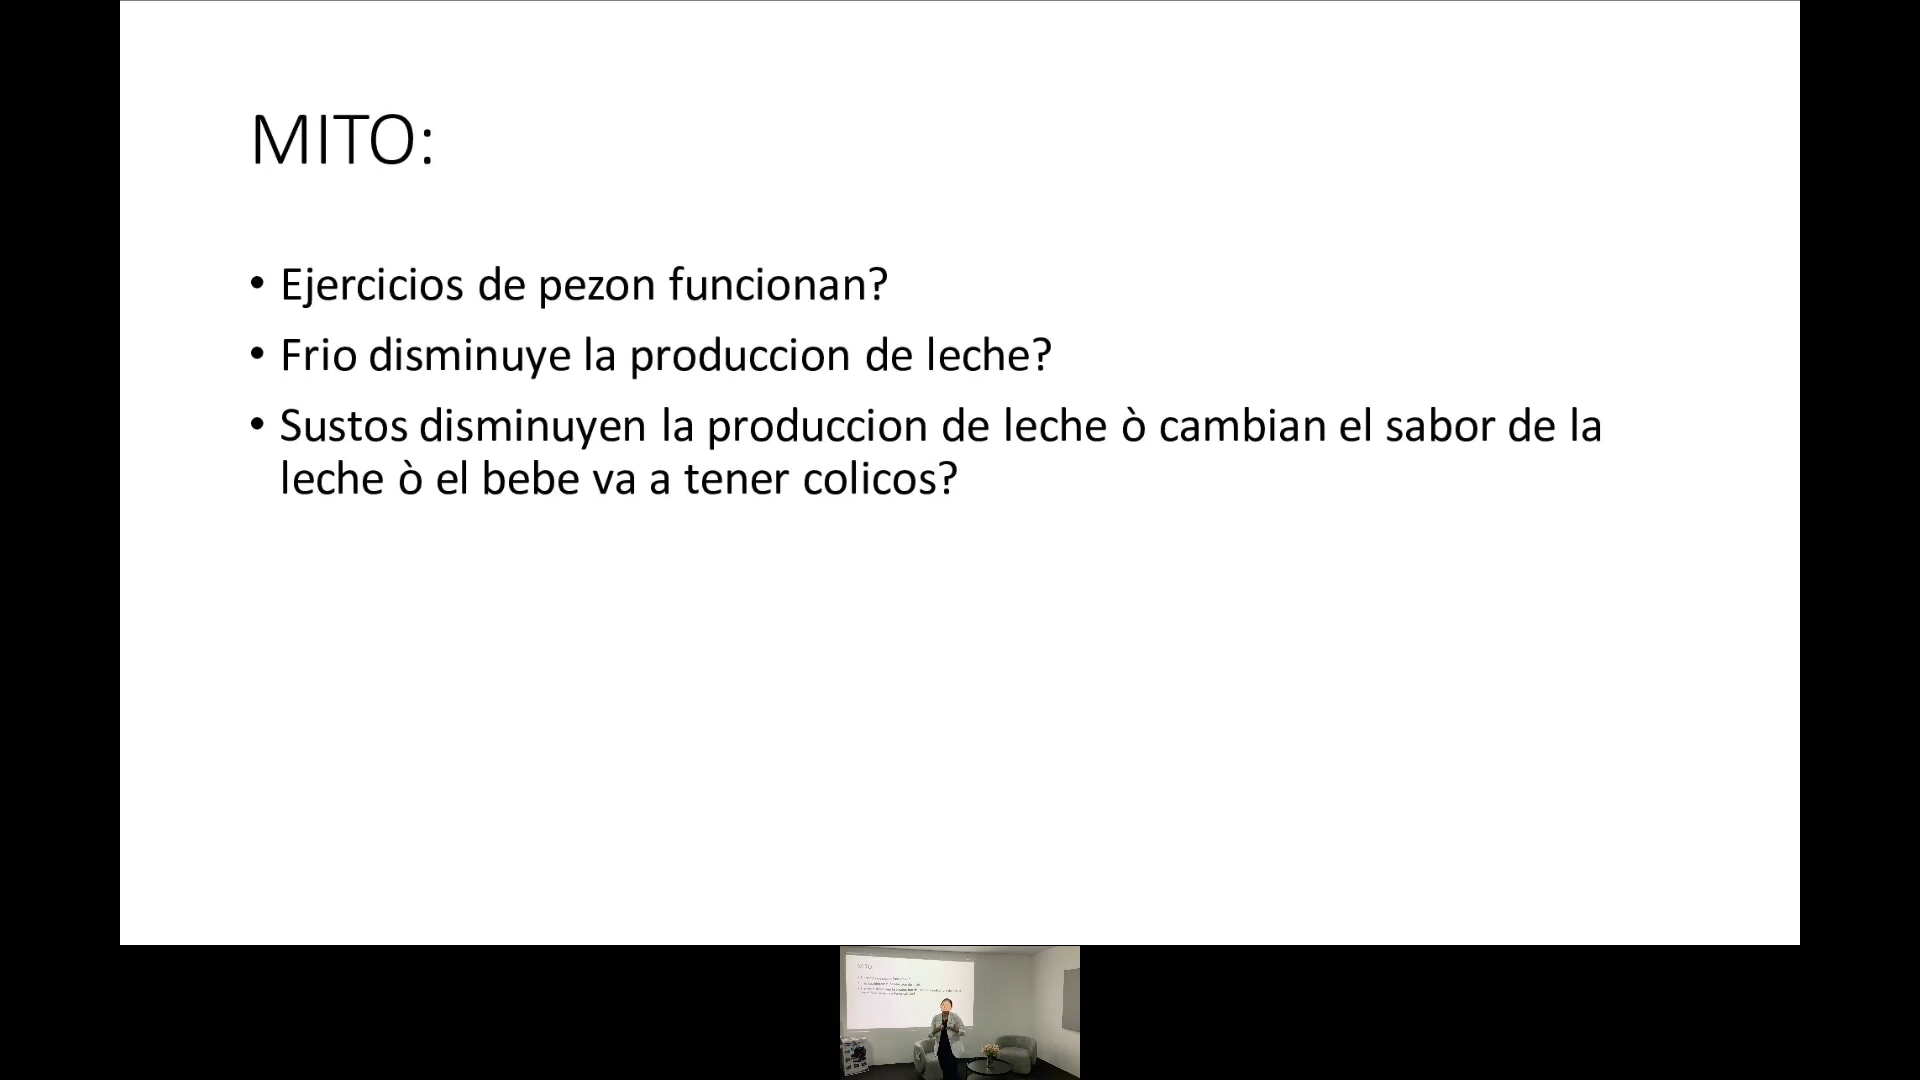 MITO:
• Ejercicios de pezon funcionan?
• Frio disminuye la produccion de leche?
• Sustos disminuyen la produccion de leche ò cambian el sabor de la
leche ò el bebe va a tener colicos?
MITO: